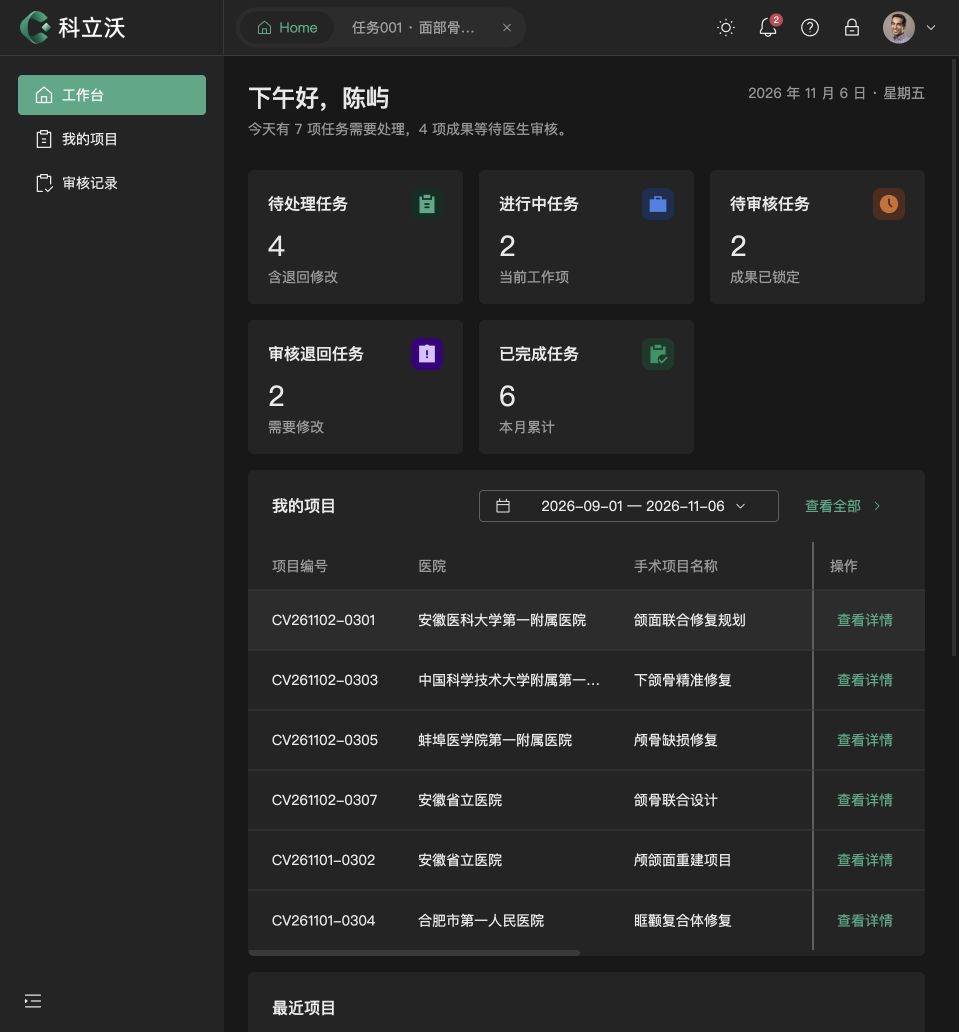 科立沃
Home
任务001 · 面部骨...
2
工作台
我的项目
审核记录
下午好，陈屿
2026 年 11 月 6 日 · 星期五
今天有 7 项任务需要处理，4 项成果等待医生审核。
待处理任务
4
含退回修改
进行中任务
2
当前工作项
待审核任务
2
成果已锁定
审核退回任务
2
需要修改
已完成任务
6
本月累计
我的项目
2026-09-01 — 2026-11-06
查看全部
项目编号 医院 手术项目名称 操作
CV261102-0301 安徽医科大学第一附属医院 颌面联合修复规划 查看详情
CV261102-0303 中国科学技术大学附属第一... 下颌骨精准修复 查看详情
CV261102-0305 蚌埠医学院第一附属医院 颅骨缺损修复 查看详情
CV261102-0307 安徽省立医院 颌骨联合设计 查看详情
CV261101-0302 安徽省立医院 颅颌面重建项目 查看详情
CV261101-0304 合肥市第一人民医院 眶颧复合体修复 查看详情
最近项目